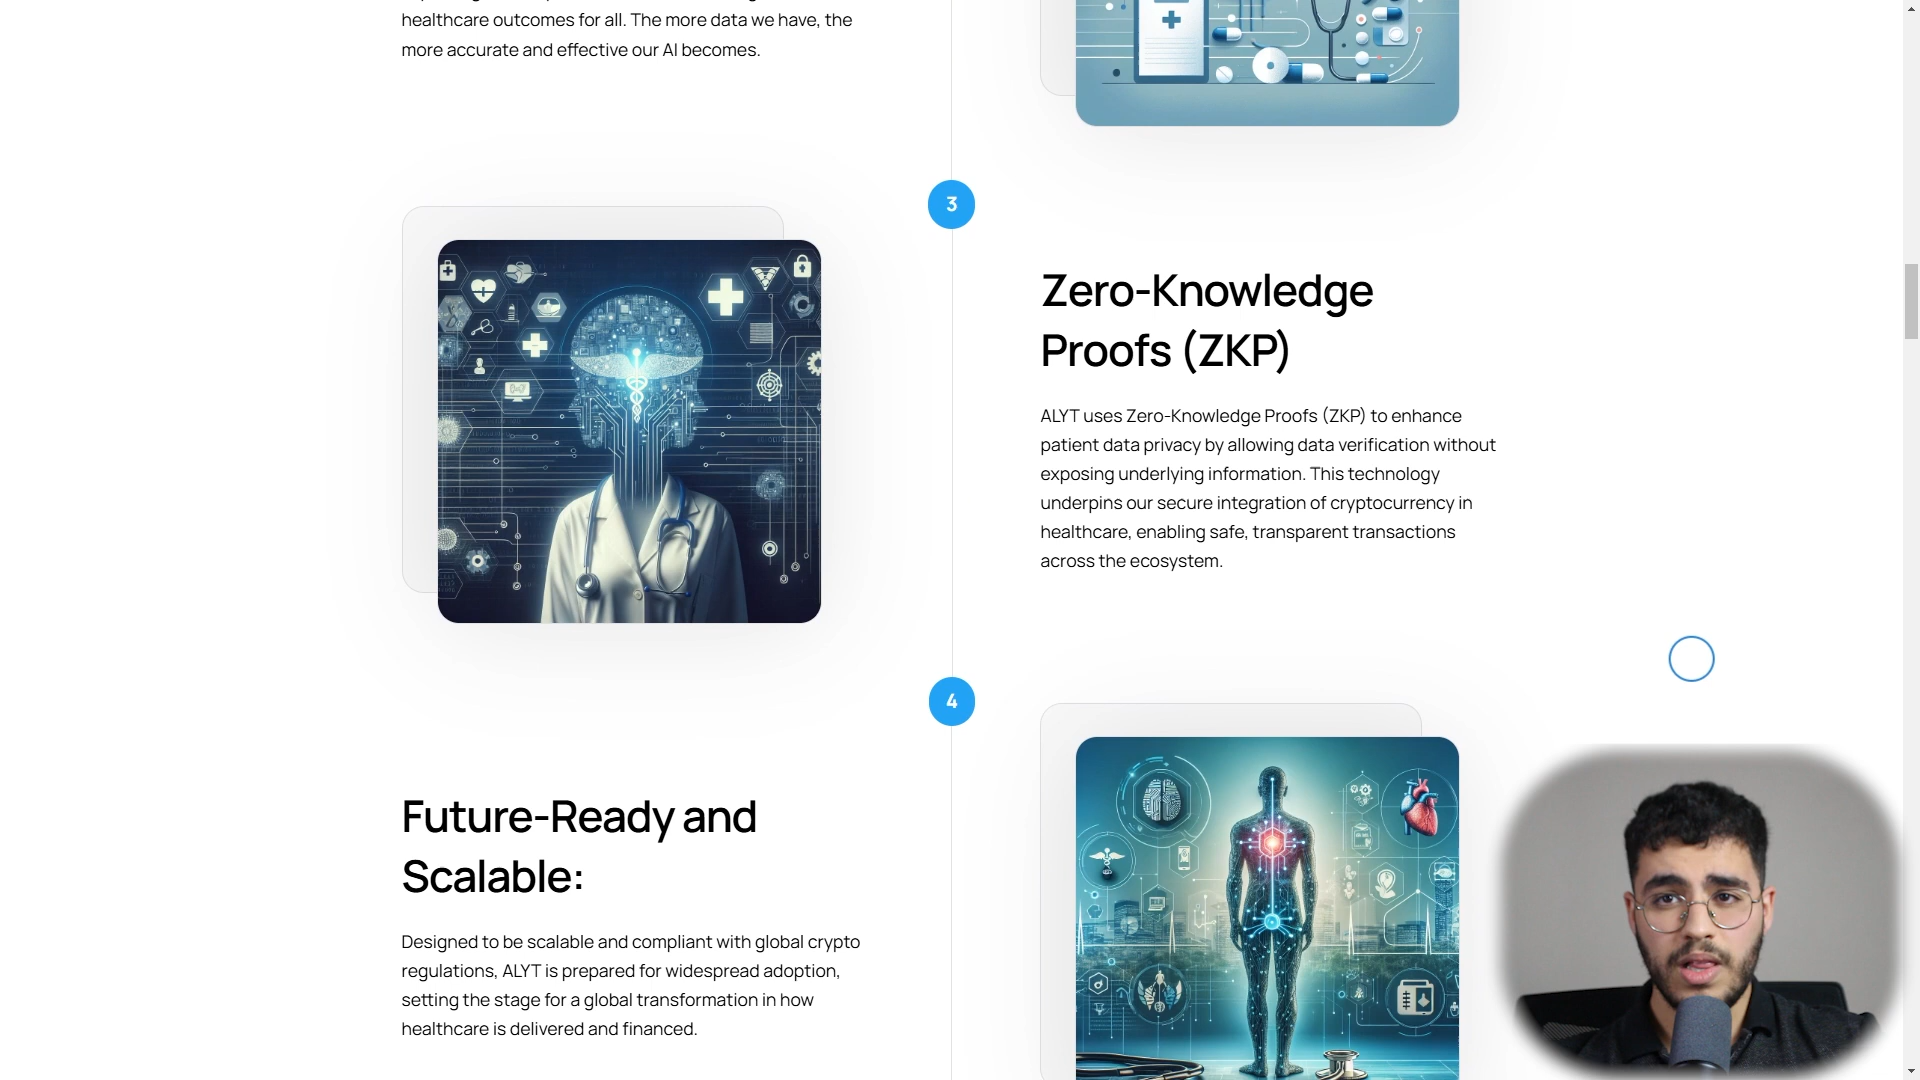 healthcare outcomes for all. The more data we have, the
more accurate and effective our AI becomes.
3
Zero-Knowledge
Proofs (ZKP)
ALYT uses Zero-Knowledge Proofs (ZKP) to enhance
patient data privacy by allowing data verification without
exposing underlying information. This technology
underpins our secure integration of cryptocurrency in
healthcare, enabling safe, transparent transactions
across the ecosystem.
4
Future-Ready and
Scalable:
Designed to be scalable and compliant with global crypto
regulations, ALYT is prepared for widespread adoption,
setting the stage for a global transformation in how
healthcare is delivered and financed.